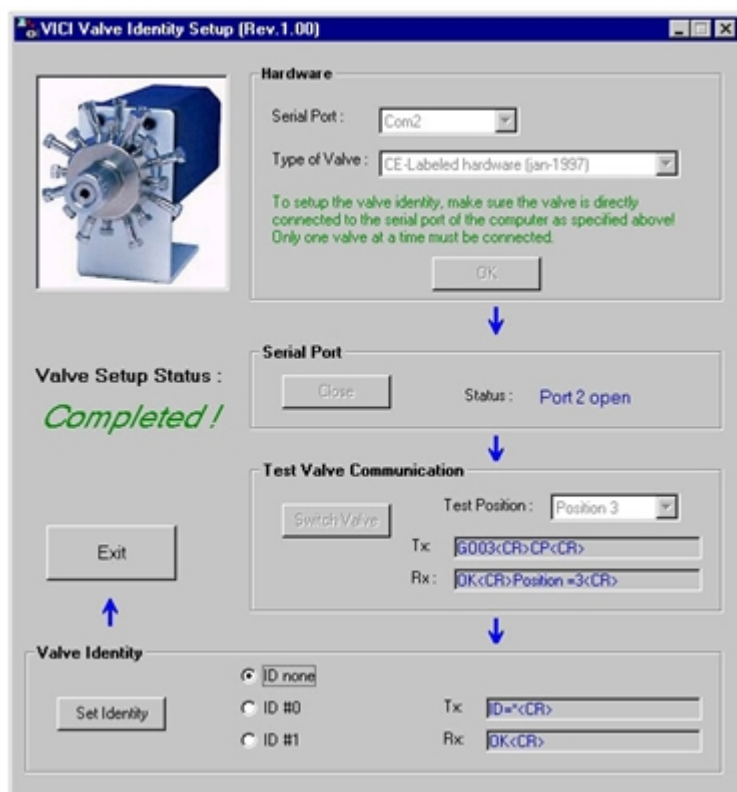 VICI Valve Identity Setup (Rev.1.00)
Hardware
Serial Port :
Com2
Type of Valve :
CE-Labeled hardware (jan-1997)
To setup the valve identity, make sure the valve is directly
connected to the serial port of the computer as specified above!
Only one valve at a time must be connected.
OK
Serial Port
Close
Status :
Port 2 open
Valve Setup Status :
Completed !
Test Valve Communication
Switch Valve
Test Position :
Position 3
Tx:
GO03<CR>CP<CR>
Rx :
OK<CR>Position =3<CR>
Exit
Valve Identity
Set Identity
ID none
ID #0
ID #1
Tx:
ID=*<CR>
Rx:
OK<CR>